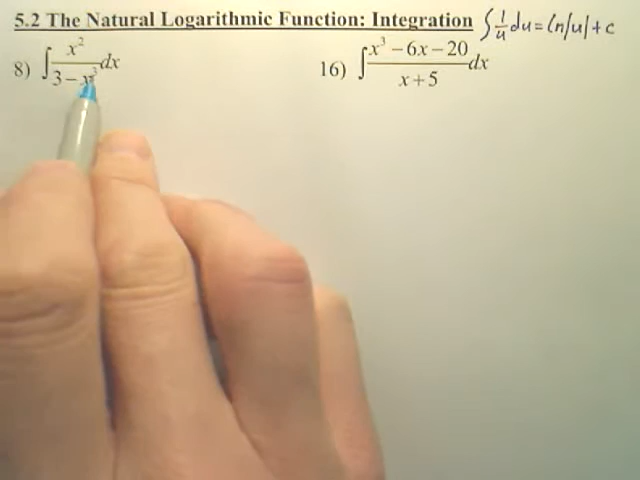 5.2 The Natural Logarithmic Function: Integration ∫ 1/u du = ln|u| + c
8) ∫ x²/(3 − x³) dx
16) ∫ (x³ − 6x − 20)/(x + 5) dx